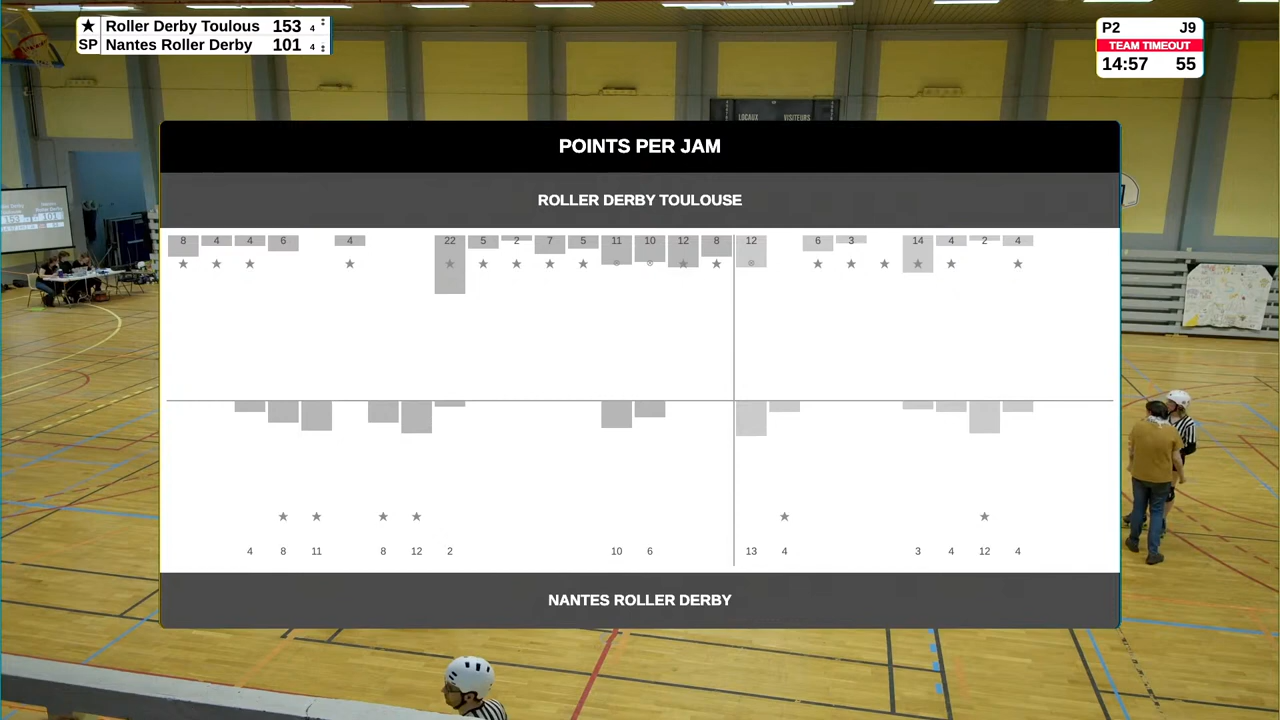 ★ Roller Derby Toulous 153 4
SP Nantes Roller Derby 101 4
P2 J9
TEAM TIMEOUT
14:57 55
LOCAUX VISITEURS
POINTS PER JAM
ROLLER DERBY TOULOUSE
8 4 4 6 4 22 5 2 7 5 11 10 12 8 12 6 3 14 4 2 4
4 8 11 8 12 2 10 6 13 4 3 4 12 4
NANTES ROLLER DERBY
153 101